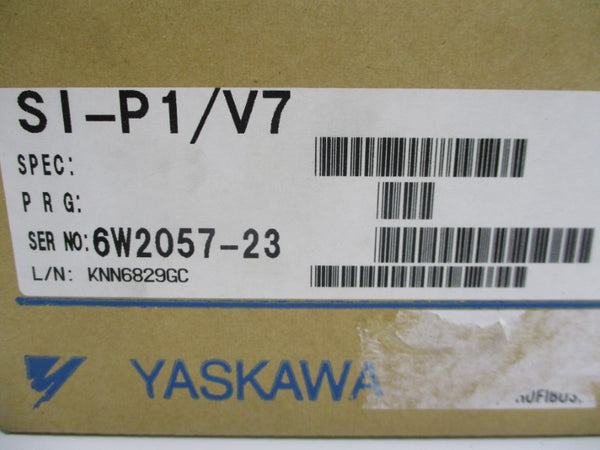 SI-P1/V7
SPEC:
PRG:
SER NO: 6W2057-23
L/N: KNN6829GC
YASKAWA